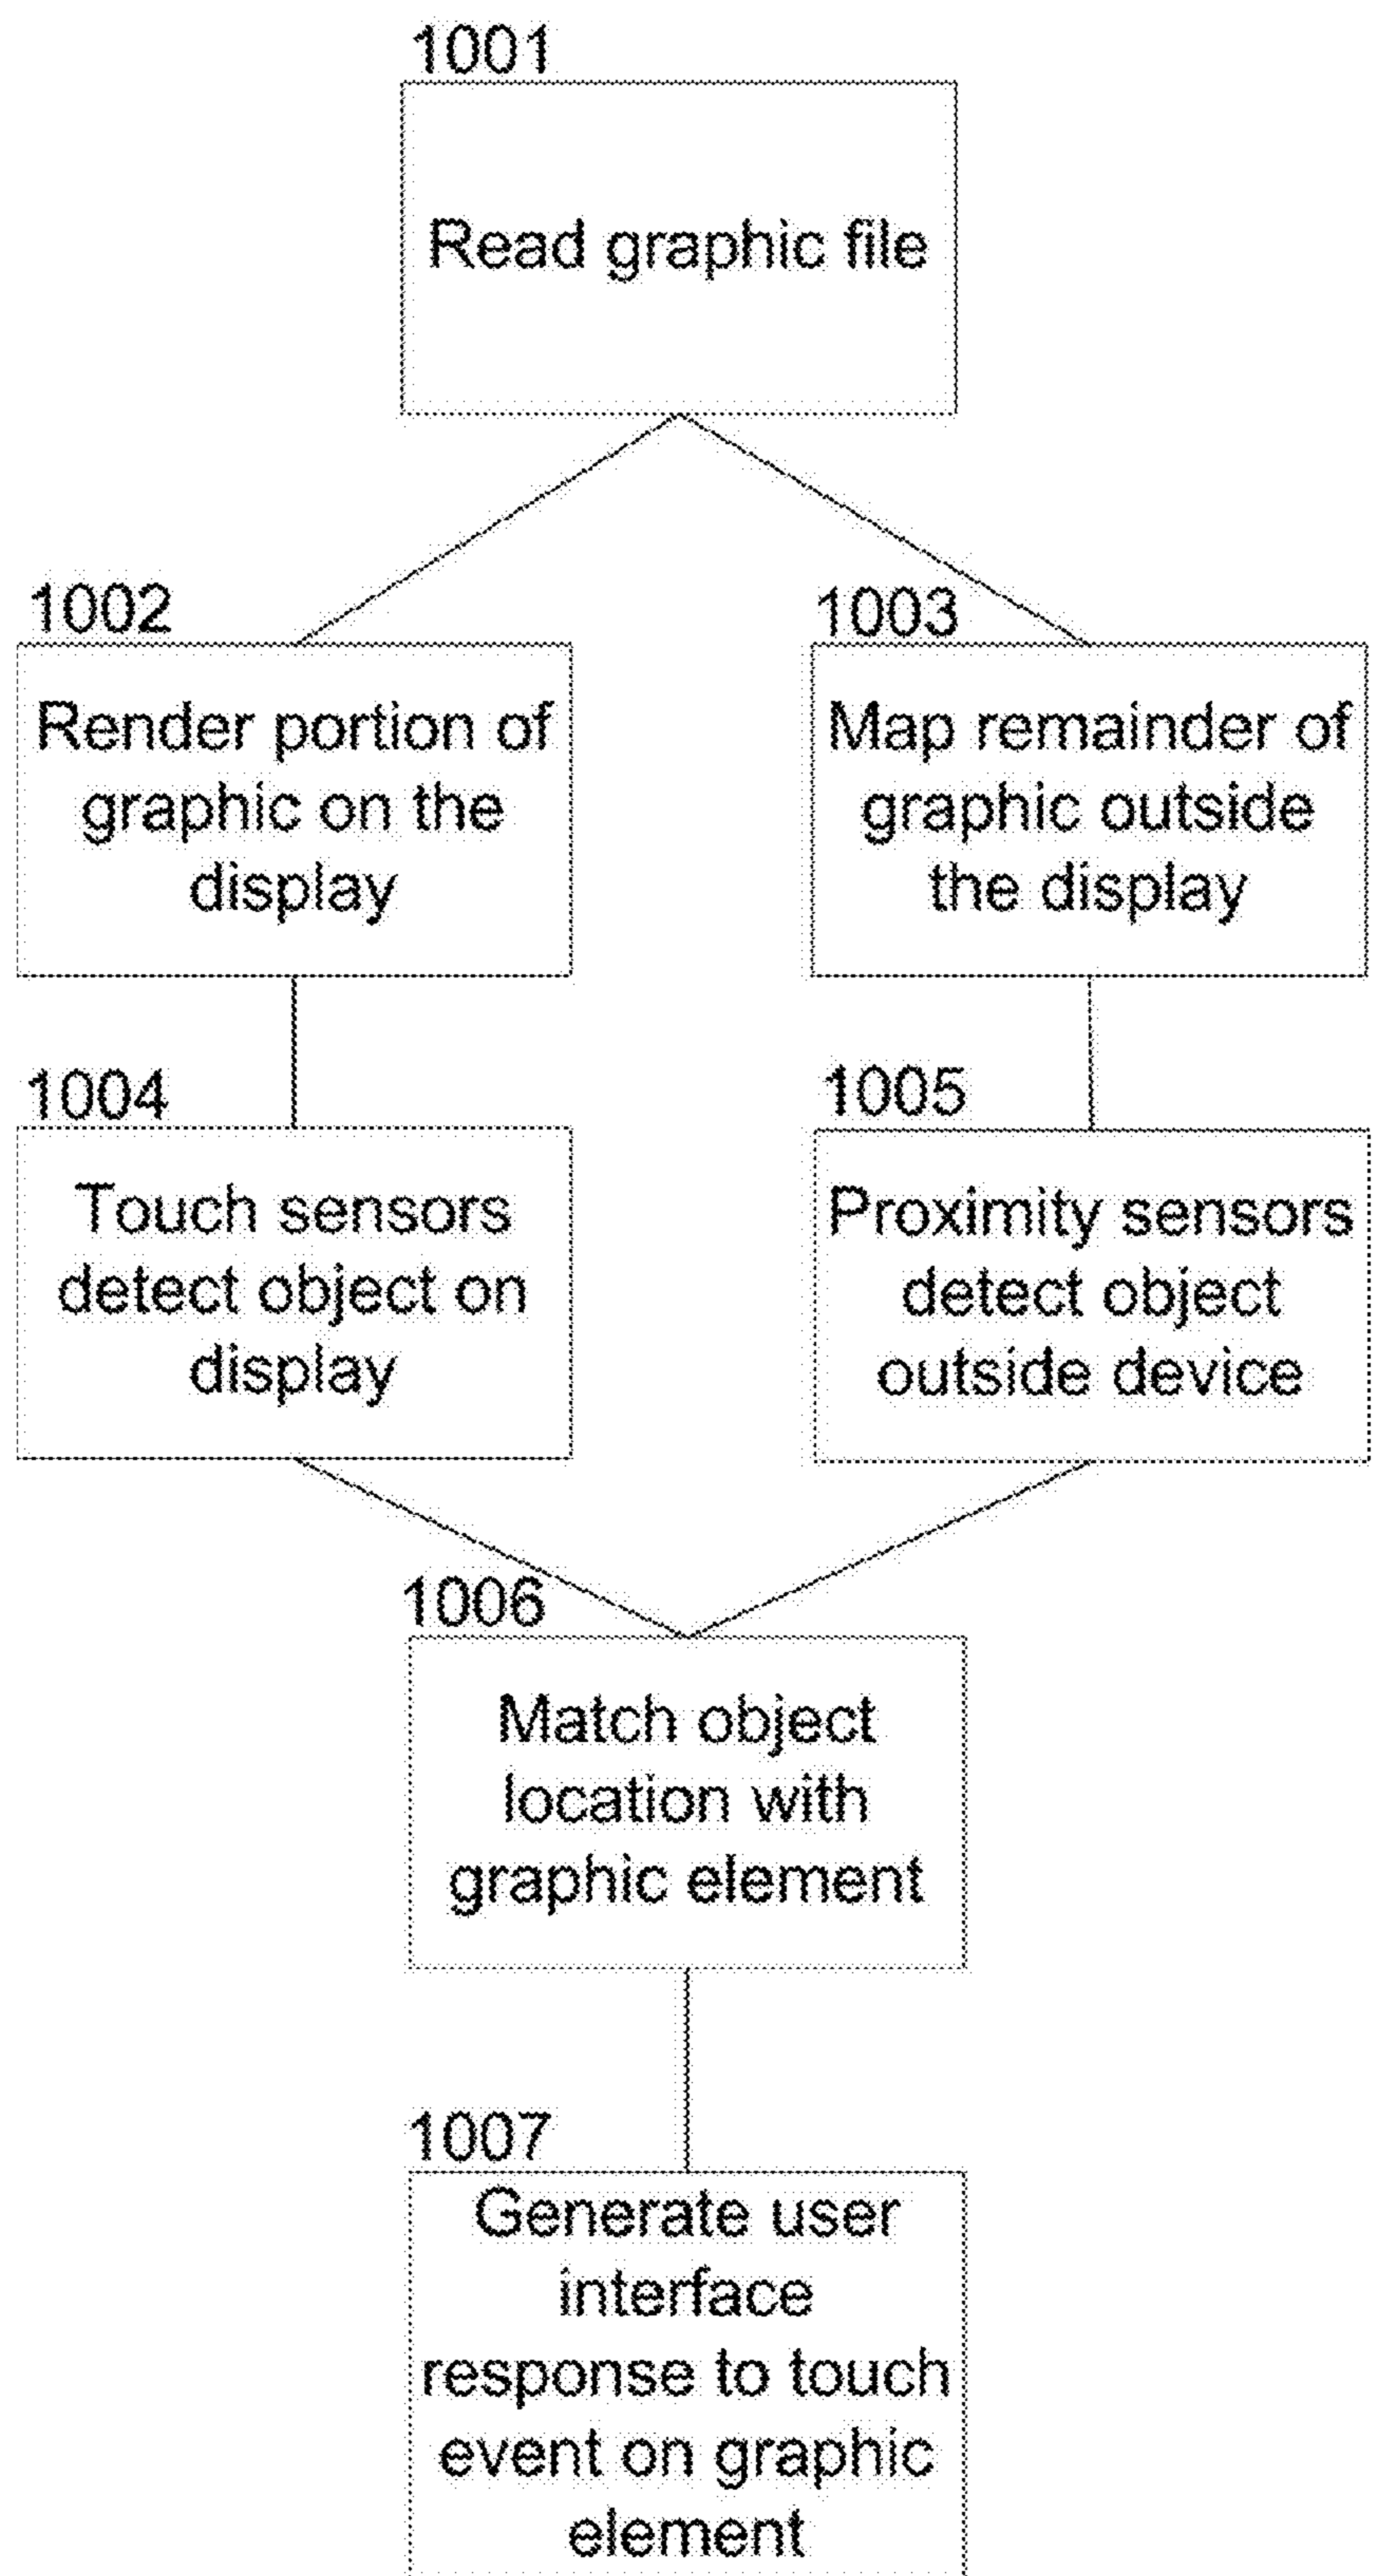 1001
Read graphic file
1002
Render portion of
graphic on the
display
1003
Map remainder of
graphic outside
the display
1004
Touch sensors
detect object on
display
1005
Proximity sensors
detect object
outside device
1006
Match object
location with
graphic element
1007
Generate user
interface
response to touch
event on graphic
element